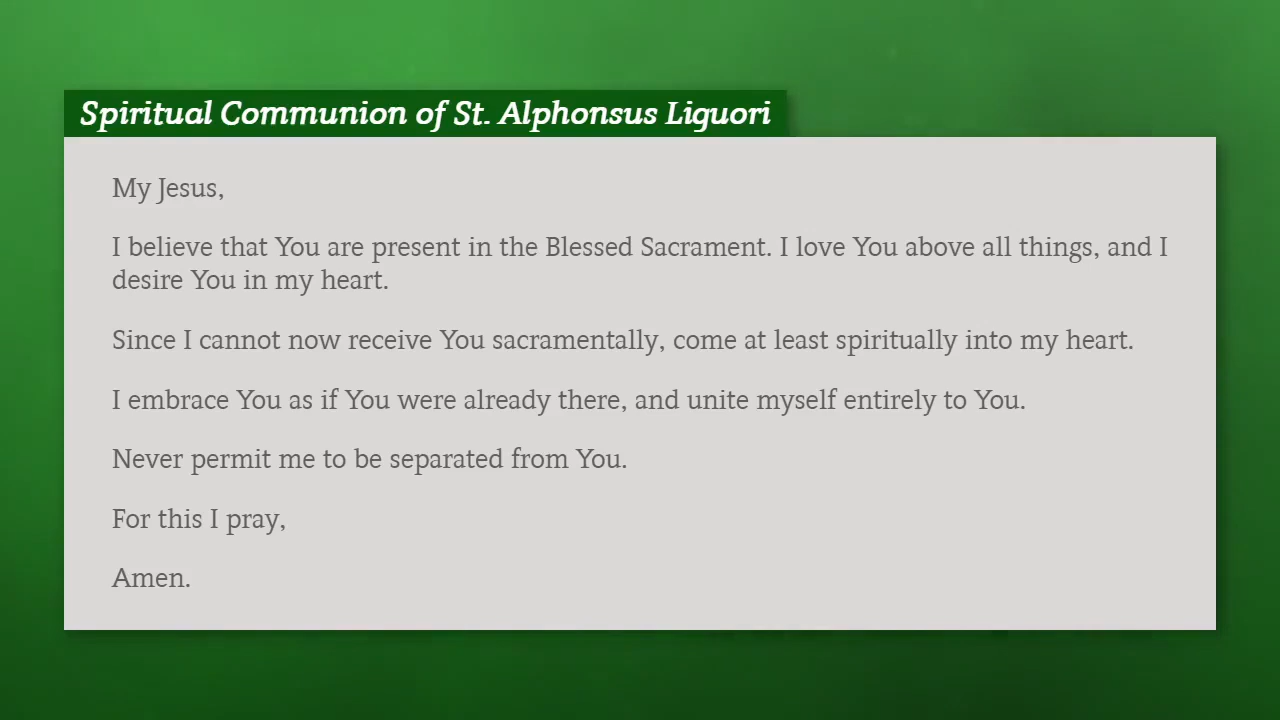 Spiritual Communion of St. Alphonsus Liguori
My Jesus,
I believe that You are present in the Blessed Sacrament. I love You above all things, and I
desire You in my heart.
Since I cannot now receive You sacramentally, come at least spiritually into my heart.
I embrace You as if You were already there, and unite myself entirely to You.
Never permit me to be separated from You.
For this I pray,
Amen.